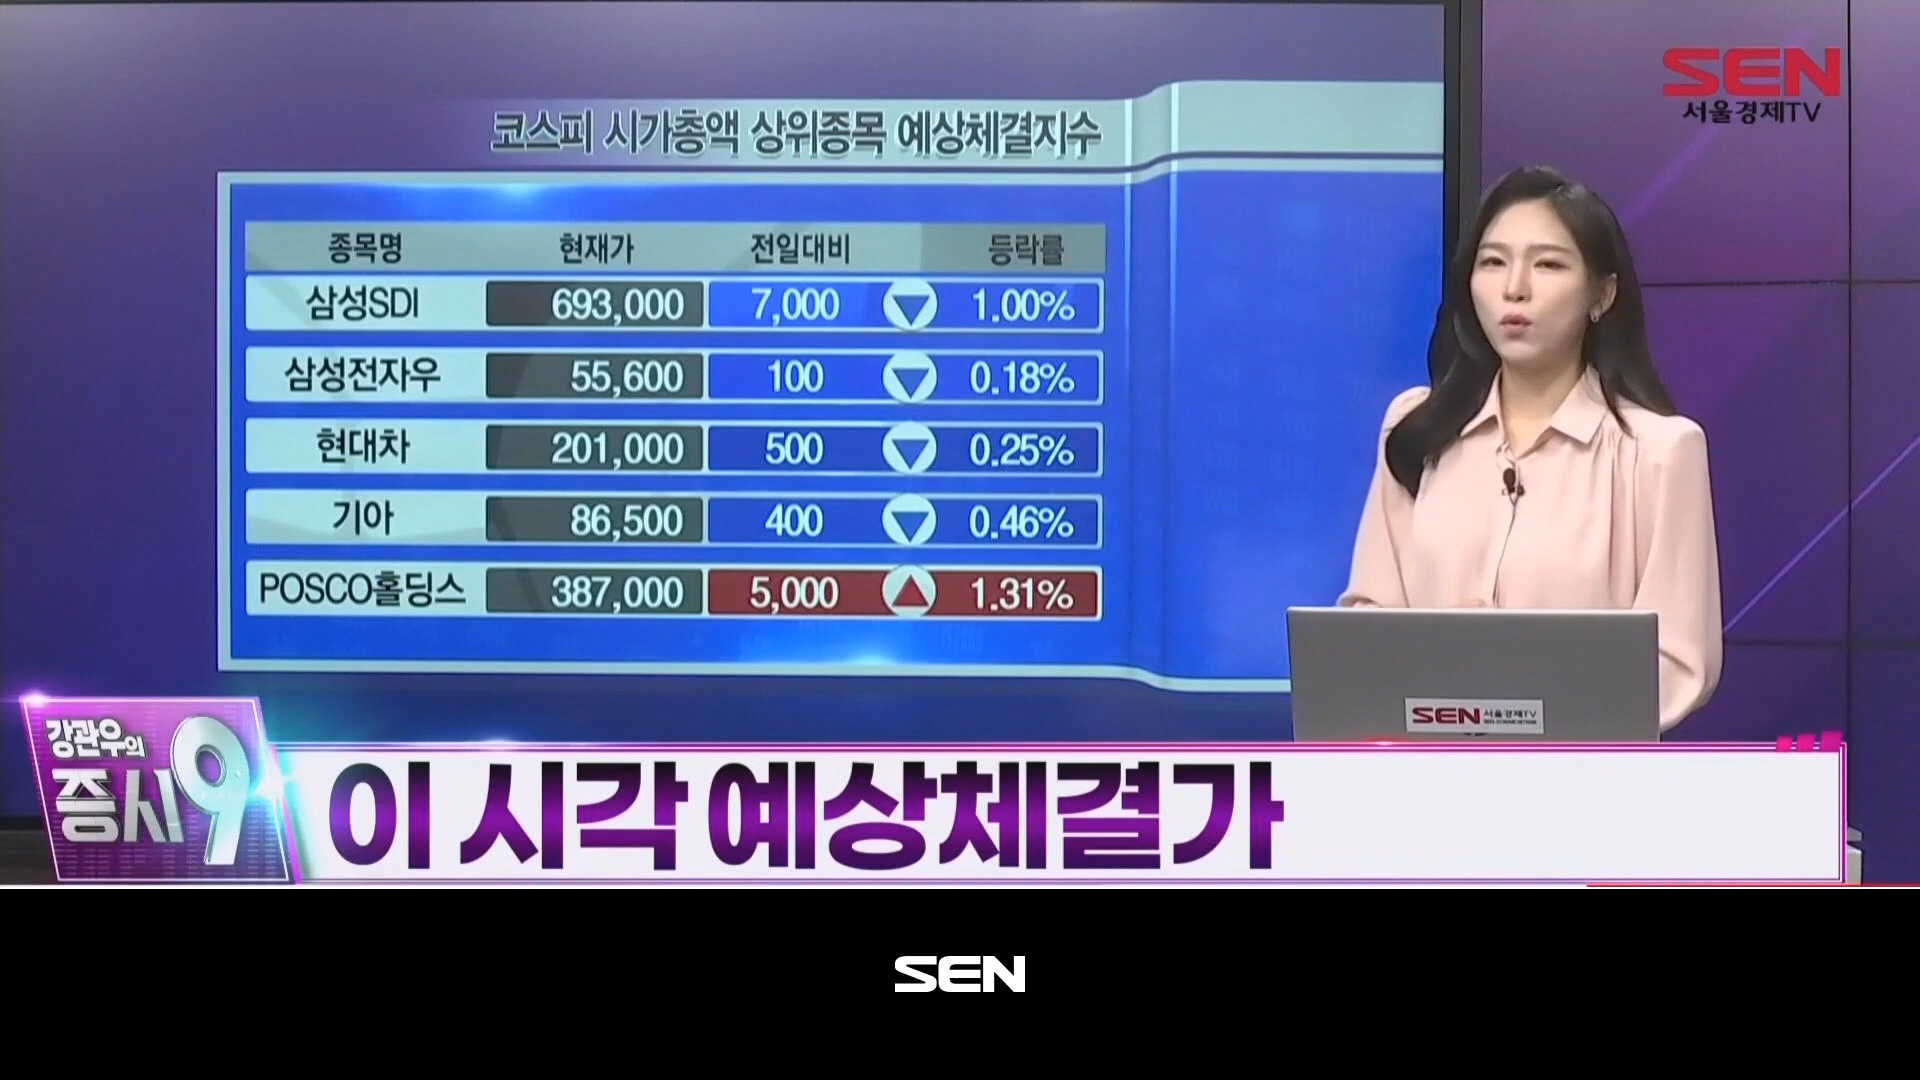 SEN
서울경제TV
코스피 시가총액 상위종목 예상체결지수
종목명 현재가 전일대비 등락률
삼성SDI 693,000 7,000 ▼ 1.00%
삼성전자우 55,600 100 ▼ 0.18%
현대차 201,000 500 ▼ 0.25%
기아 86,500 400 ▼ 0.46%
POSCO홀딩스 387,000 5,000 ▲ 1.31%
SEN 서울경제TV
강관우의
증시9
이 시각 예상체결가
SEN